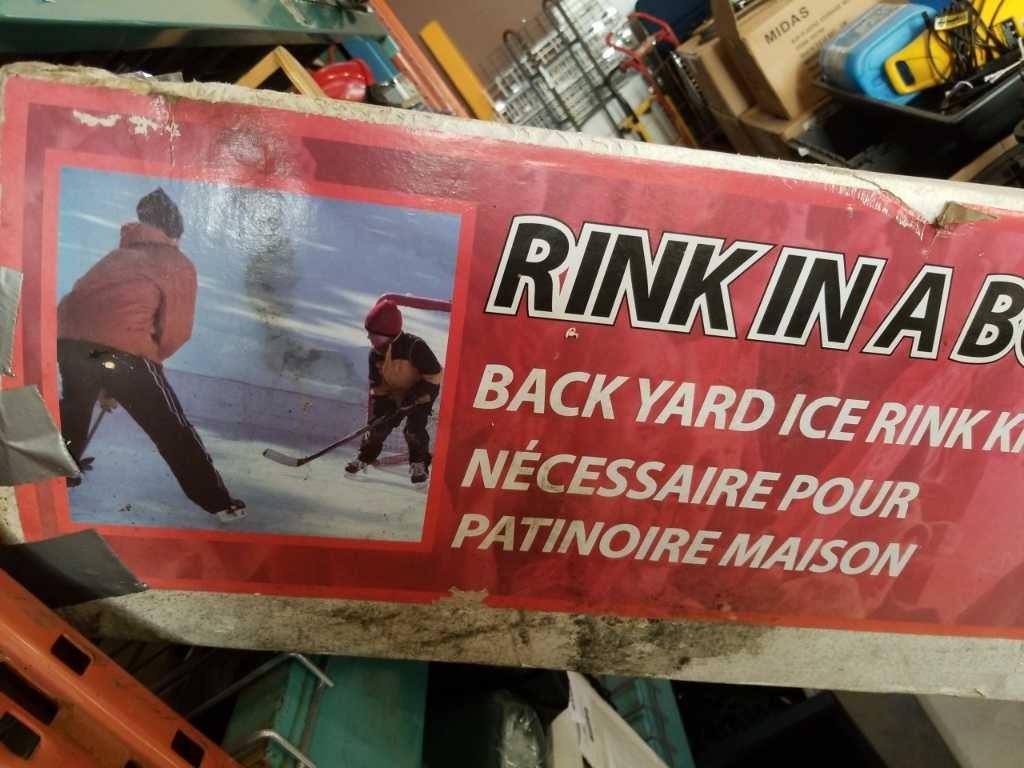 MIDAS
RINK IN A
BACK YARD ICE RINK
NÉCESSAIRE POUR
PATINOIRE MAISON